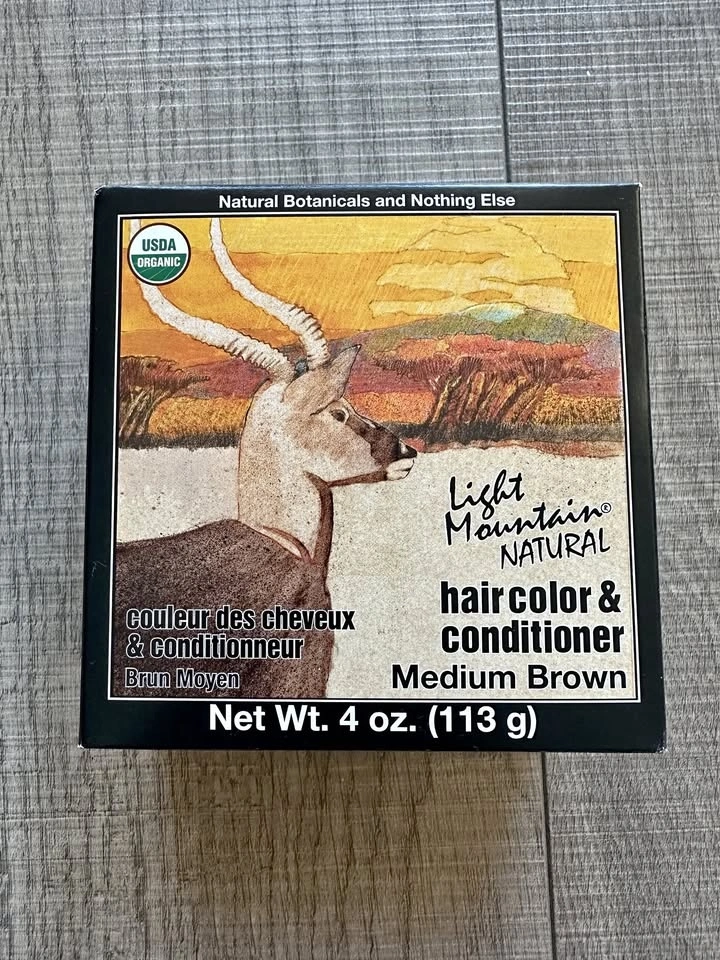 Natural Botanicals and Nothing Else
USDA
ORGANIC
Light
Mountain®
NATURAL
hair color &
conditioner
Medium Brown
couleur des cheveux
& conditionneur
Brun Moyen
Net Wt. 4 oz. (113 g)